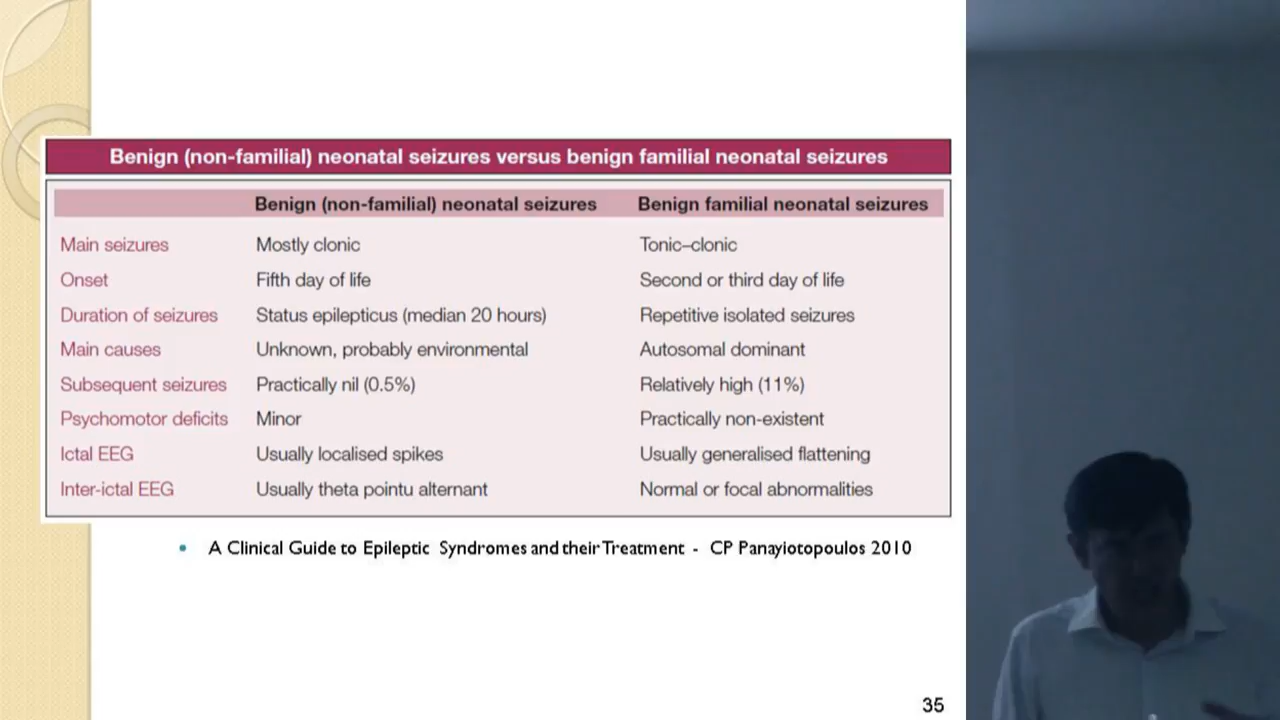 Benign (non-familial) neonatal seizures versus benign familial neonatal seizures
Benign (non-familial) neonatal seizures Benign familial neonatal seizures
Main seizures Mostly clonic Tonic–clonic
Onset Fifth day of life Second or third day of life
Duration of seizures Status epilepticus (median 20 hours) Repetitive isolated seizures
Main causes Unknown, probably environmental Autosomal dominant
Subsequent seizures Practically nil (0.5%) Relatively high (11%)
Psychomotor deficits Minor Practically non-existent
Ictal EEG Usually localised spikes Usually generalised flattening
Inter-ictal EEG Usually theta pointu alternant Normal or focal abnormalities
• A Clinical Guide to Epileptic Syndromes and their Treatment - CP Panayiotopoulos 2010
35